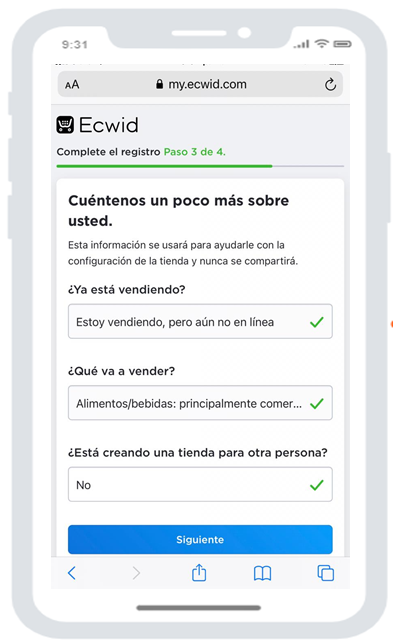 9:31
AA my.ecwid.com
Ecwid
Complete el registro Paso 3 de 4.
Cuéntenos un poco más sobre
usted.
Esta información se usará para ayudarle con la
configuración de la tienda y nunca se compartirá.
¿Ya está vendiendo?
Estoy vendiendo, pero aún no en línea
¿Qué va a vender?
Alimentos/bebidas: principalmente comer...
¿Está creando una tienda para otra persona?
No
Siguiente